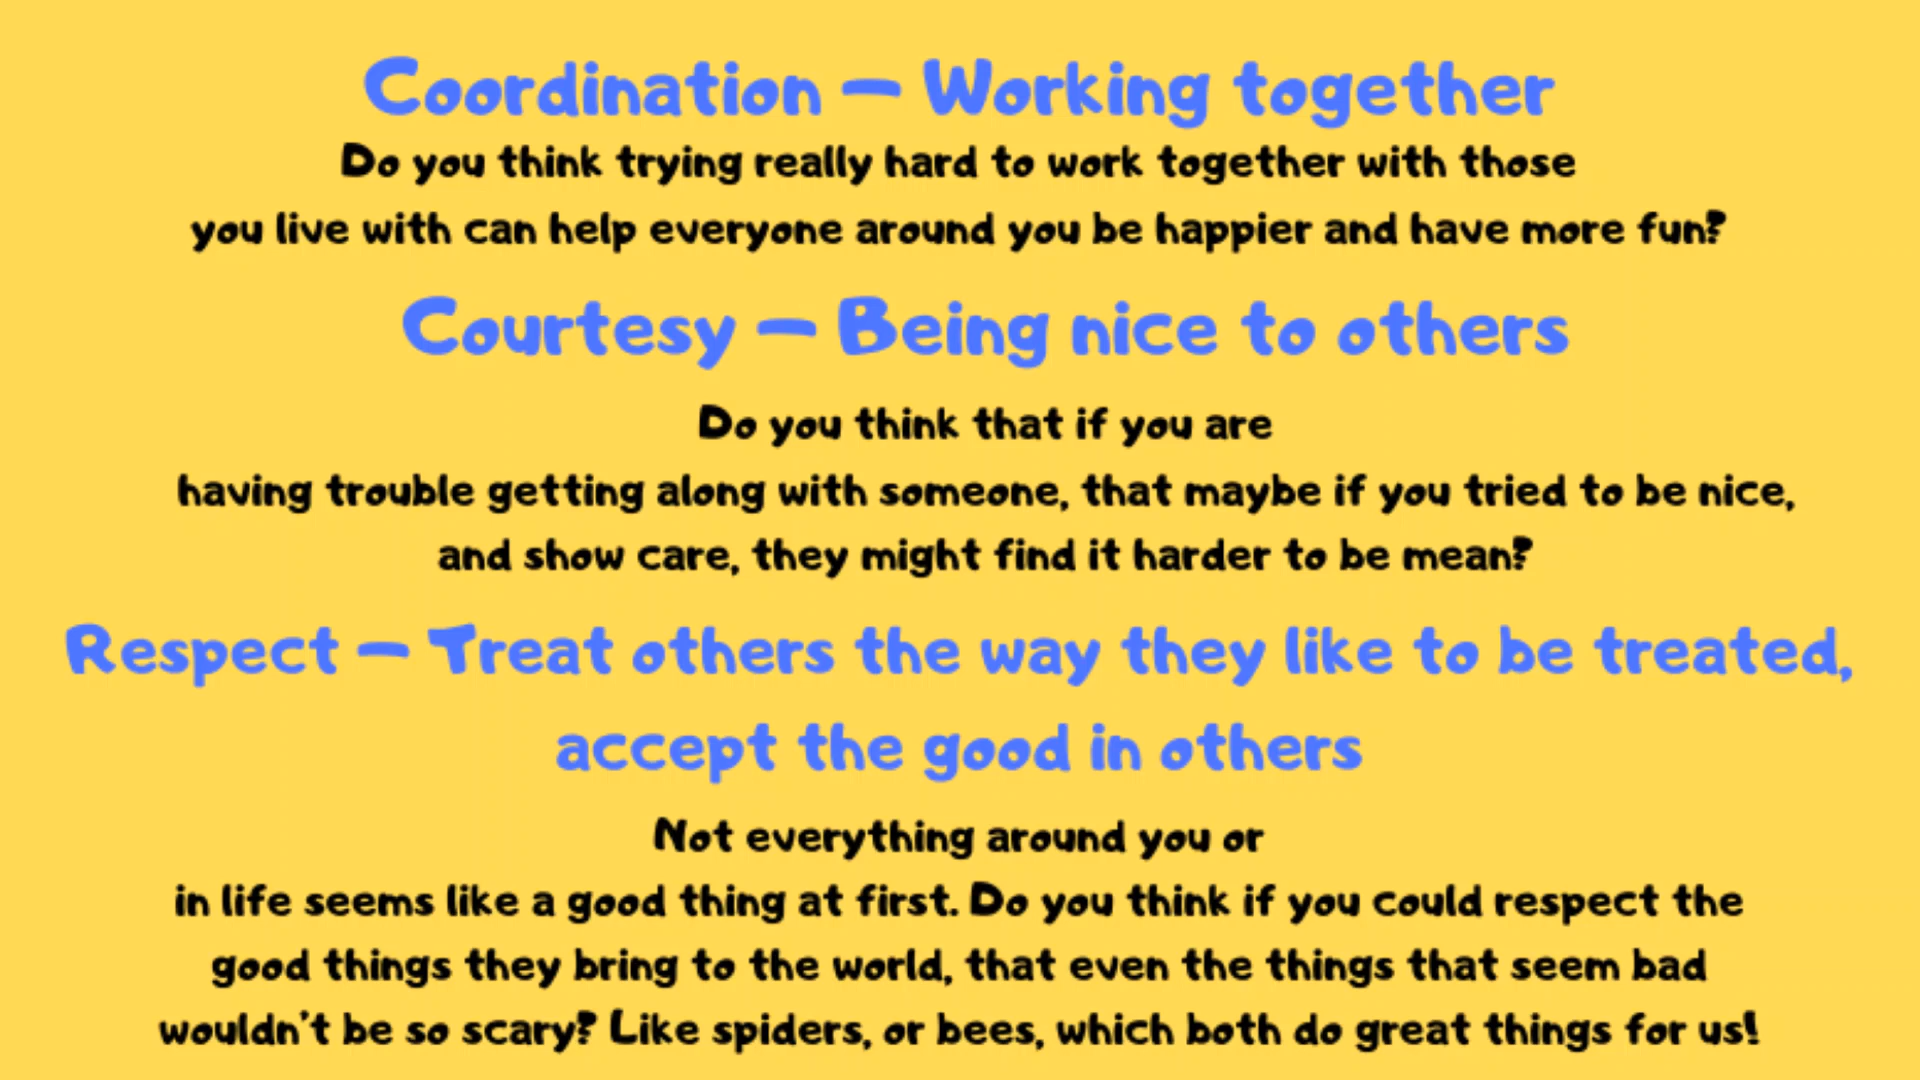 Coordination – Working together
Do you think trying really hard to work together with those
you live with can help everyone around you be happier and have more fun?
Courtesy – Being nice to others
Do you think that if you are
having trouble getting along with someone, that maybe if you tried to be nice,
and show care, they might find it harder to be mean?
Respect – Treat others the way they like to be treated,
accept the good in others
Not everything around you or
in life seems like a good thing at first. Do you think if you could respect the
good things they bring to the world, that even the things that seem bad
wouldn't be so scary? Like spiders, or bees, which both do great things for us!